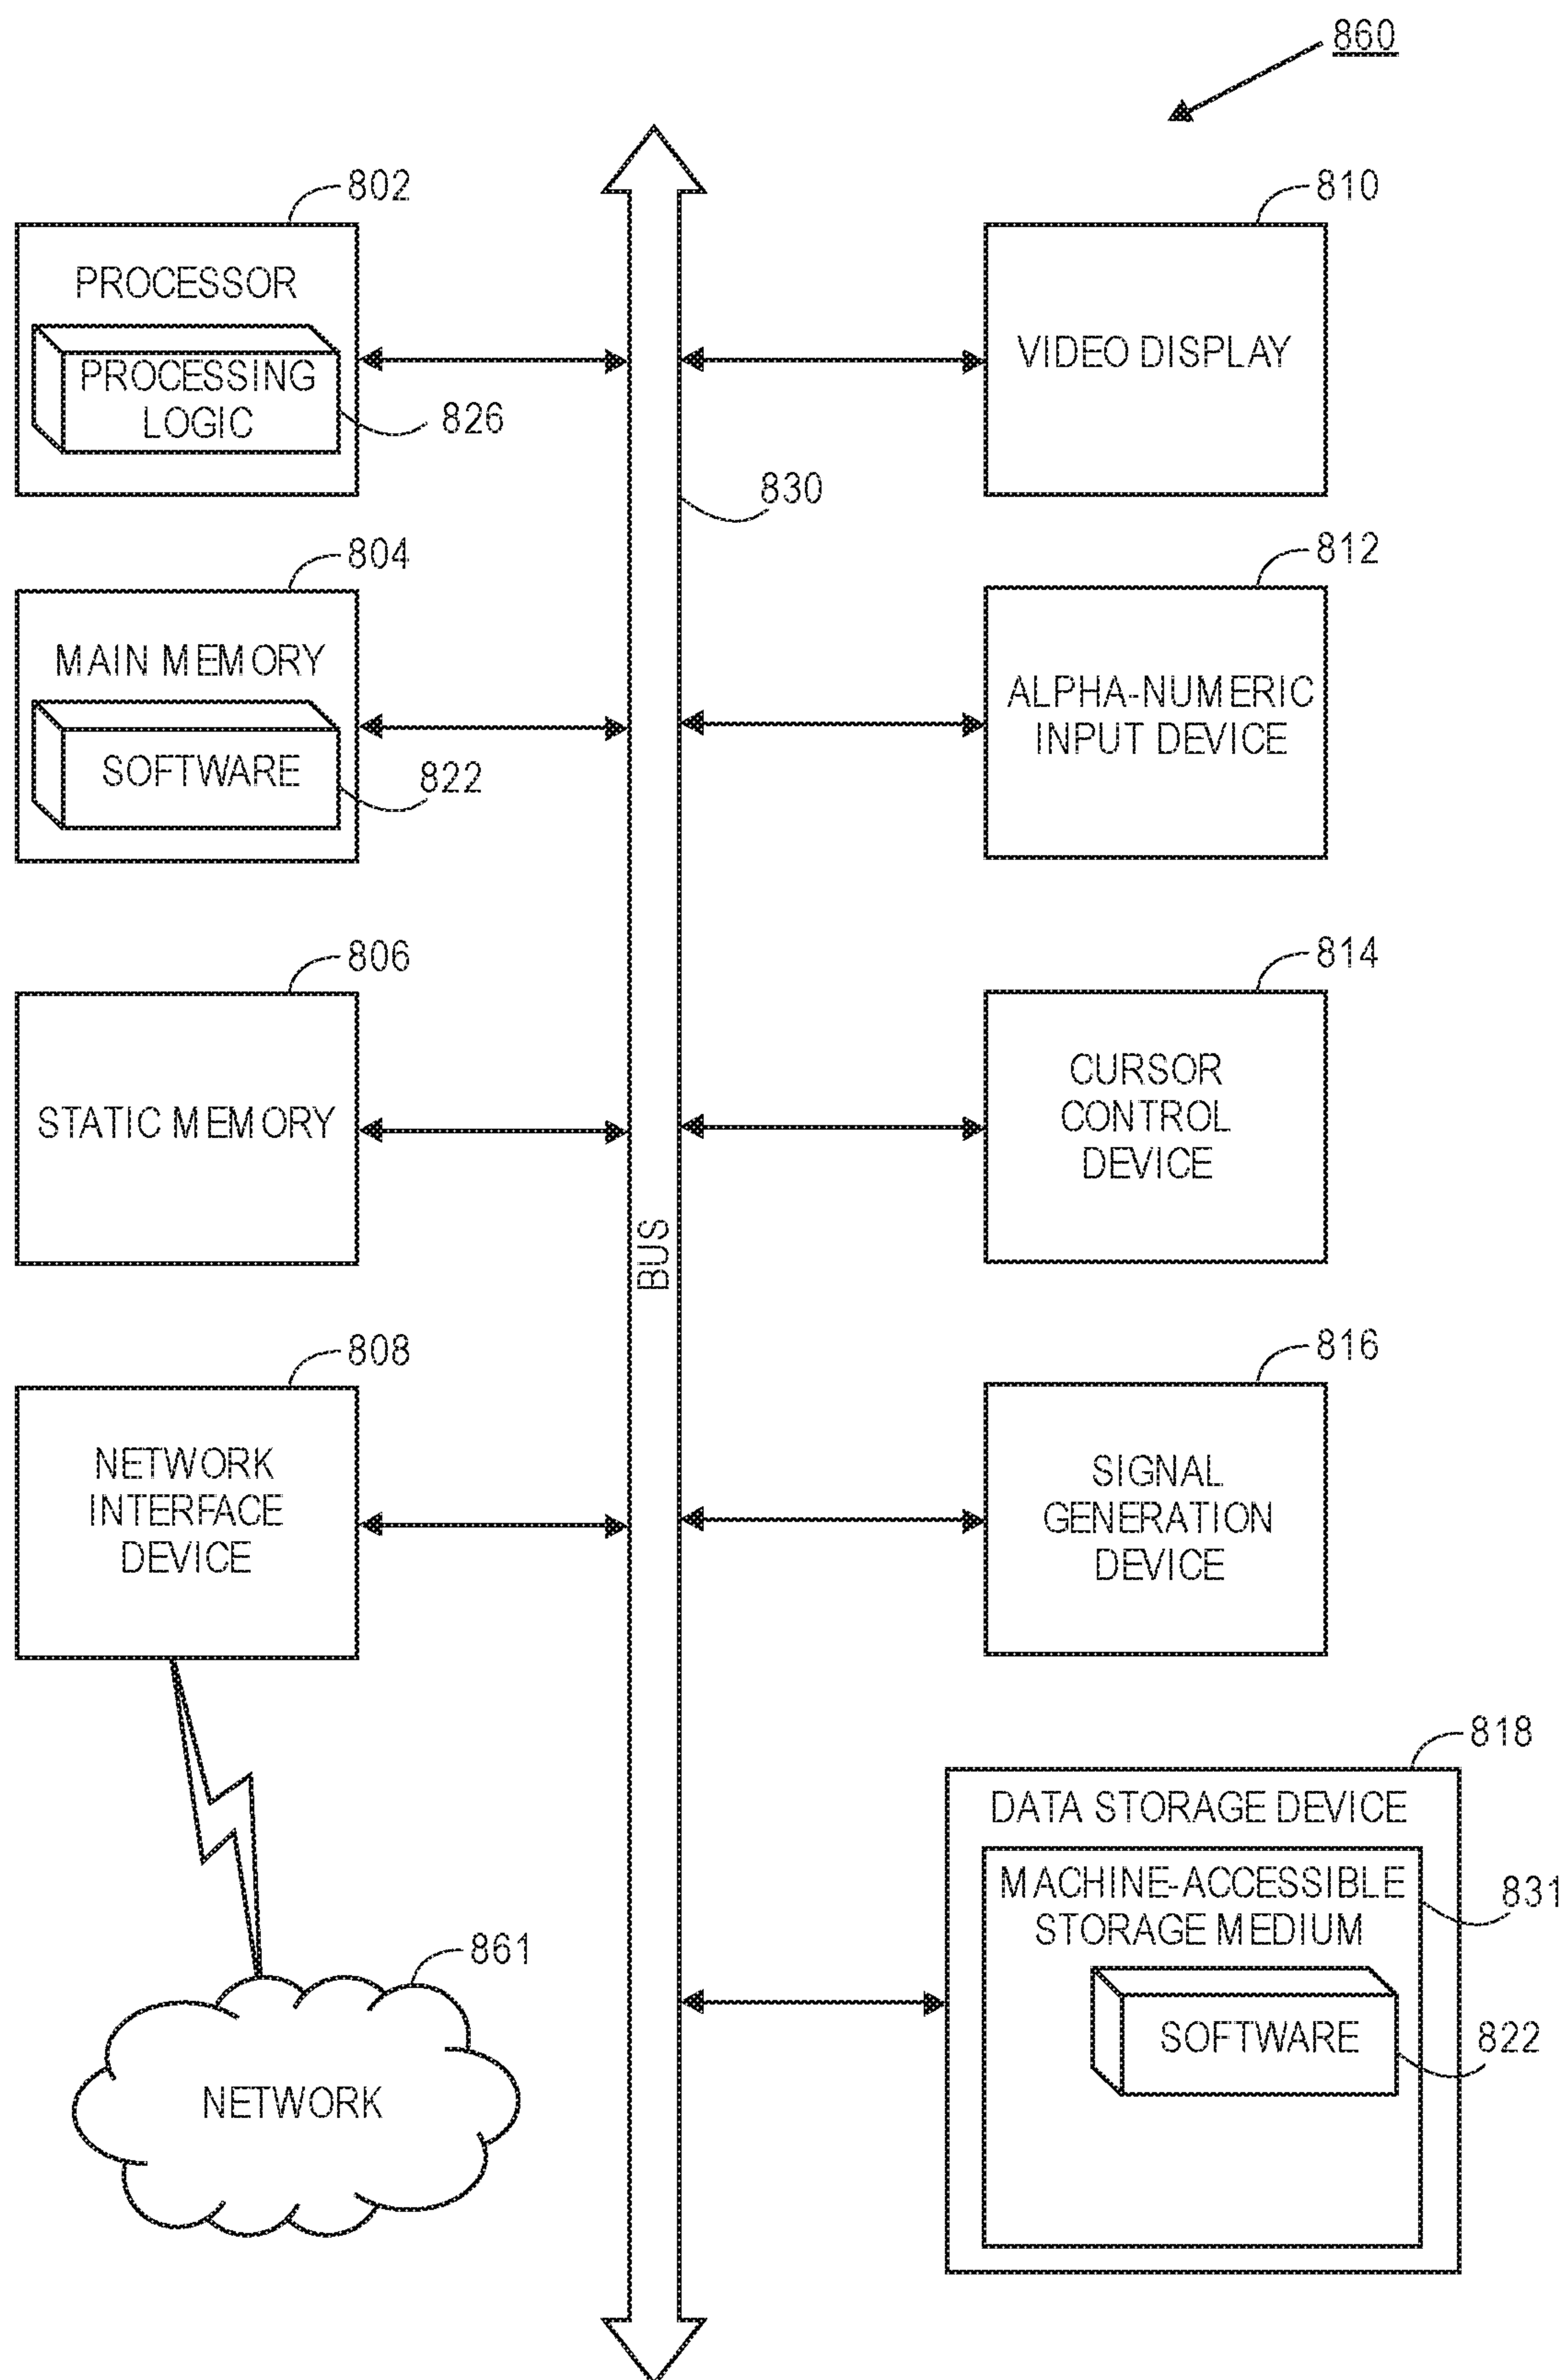 860
802
PROCESSOR
PROCESSING
LOGIC
826
804
MAIN MEMORY
SOFTWARE
822
806
STATIC MEMORY
808
NETWORK
INTERFACE
DEVICE
861
NETWORK
830
BUS
810
VIDEO DISPLAY
812
ALPHA-NUMERIC
INPUT DEVICE
814
CURSOR
CONTROL
DEVICE
816
SIGNAL
GENERATION
DEVICE
818
DATA STORAGE DEVICE
MACHINE-ACCESSIBLE
STORAGE MEDIUM
831
SOFTWARE
822